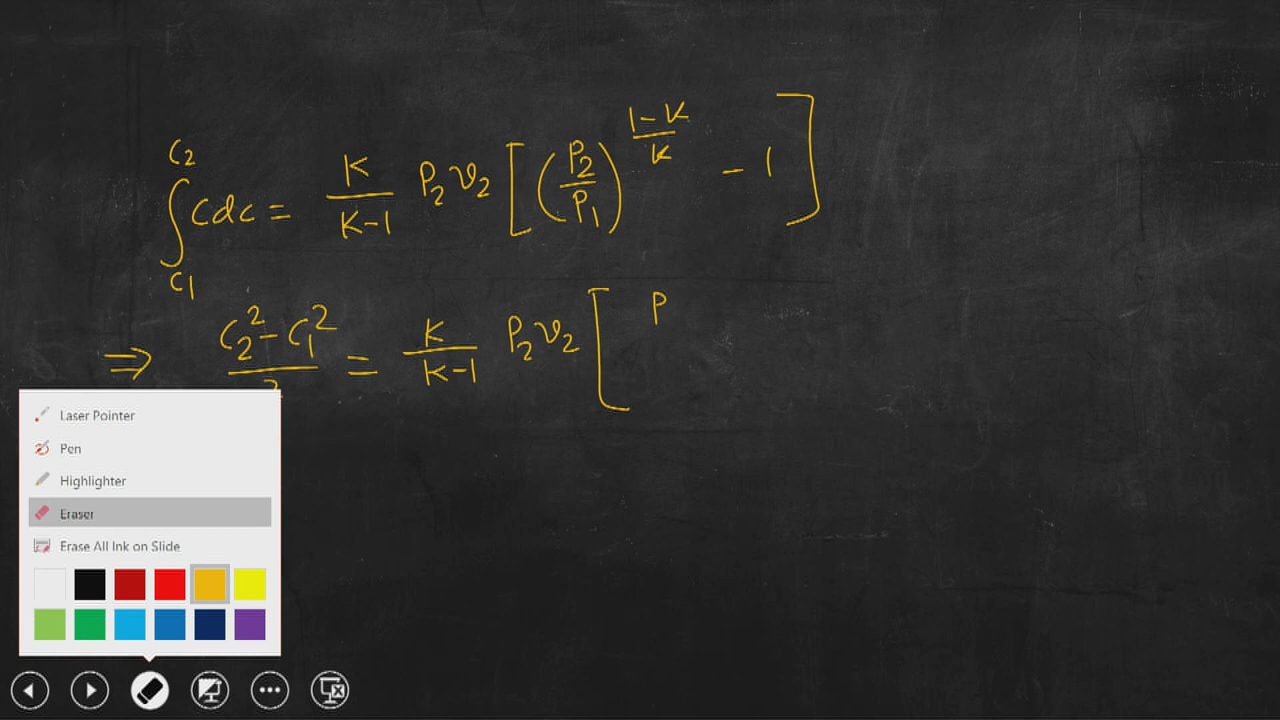 ∫_{C1}^{C2} C dc = K/(K-1) P₂v₂ [(P₂/P₁)^{(1-K)/K} - 1]
⇒ (C₂² - C₁²)/2 = K/(K-1) P₂v₂ [ P
Laser Pointer
Pen
Highlighter
Eraser
Erase All Ink on Slide